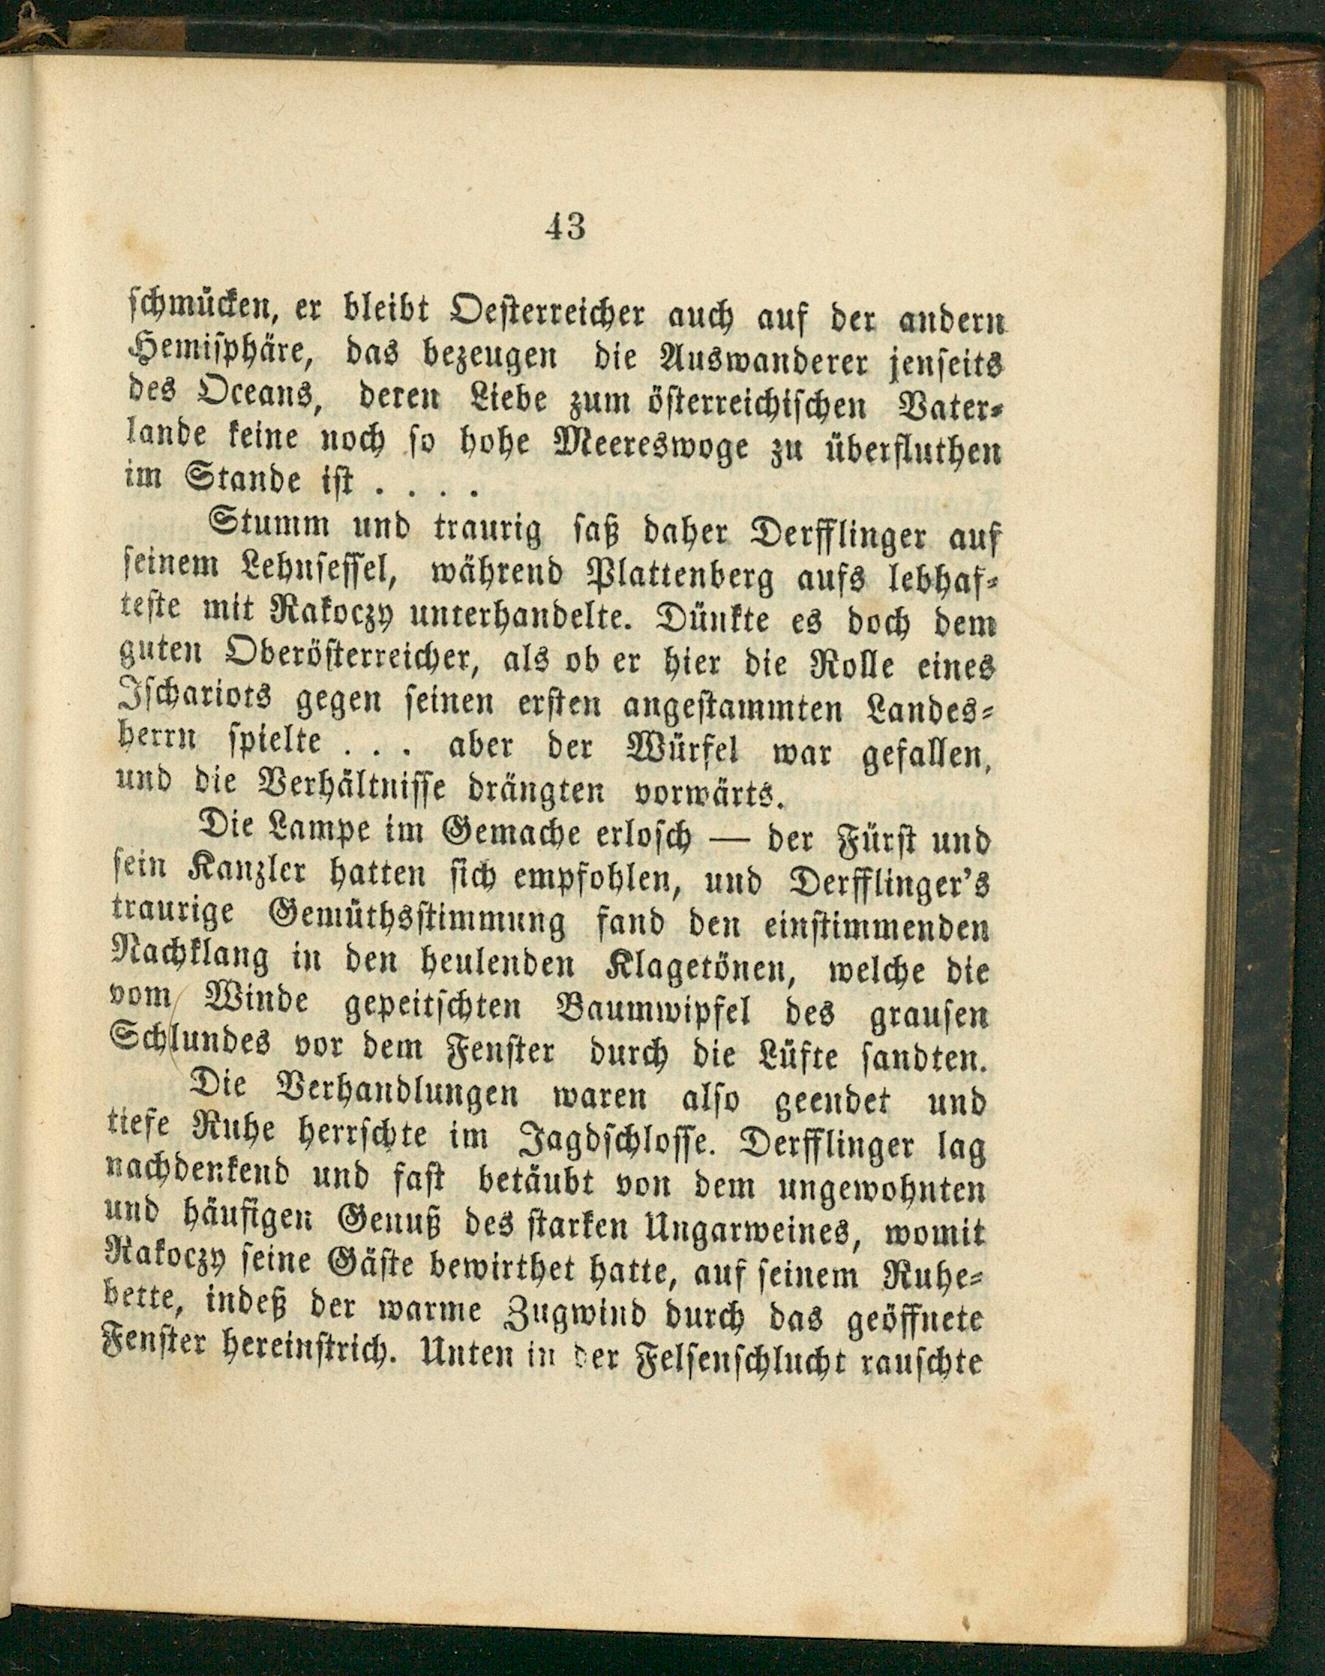 43
schmücken, er bleibt Oesterreicher auch auf der andern
Hemisphäre, das bezeugen die Auswanderer jenseits
des Oceans, deren Liebe zum österreichischen Vater-
lande keine noch so hohe Meereswoge zu überfluthen
im Stande ist . . . .
Stumm und traurig saß daher Derfflinger auf
seinem Lehnsessel, während Plattenberg aufs lebhaf-
teste mit Rakoczy unterhandelte. Dünkte es doch dem
guten Oberösterreicher, als ob er hier die Rolle eines
Ischariots gegen seinen ersten angestammten Landes-
herrn spielte . . . aber der Würfel war gefallen,
und die Verhältnisse drängten vorwärts.
Die Lampe im Gemache erlosch — der Fürst und
sein Kanzler hatten sich empfohlen, und Derfflinger's
traurige Gemüthsstimmung fand den einstimmenden
Nachklang in den heulenden Klagetönen, welche die
vom Winde gepeitschten Baumwipfel des grausen
Schlundes vor dem Fenster durch die Lüfte sandten.
Die Verhandlungen waren also geendet und
tiefe Ruhe herrschte im Jagdschlosse. Derfflinger lag
nachdenkend und fast betäubt von dem ungewohnten
und häufigen Genuß des starken Ungarweines, womit
Rakoczy seine Gäste bewirthet hatte, auf seinem Ruhe-
bette, indeß der warme Zugwind durch das geöffnete
Fenster hereinstrich. Unten in der Felsenschlucht rauschte